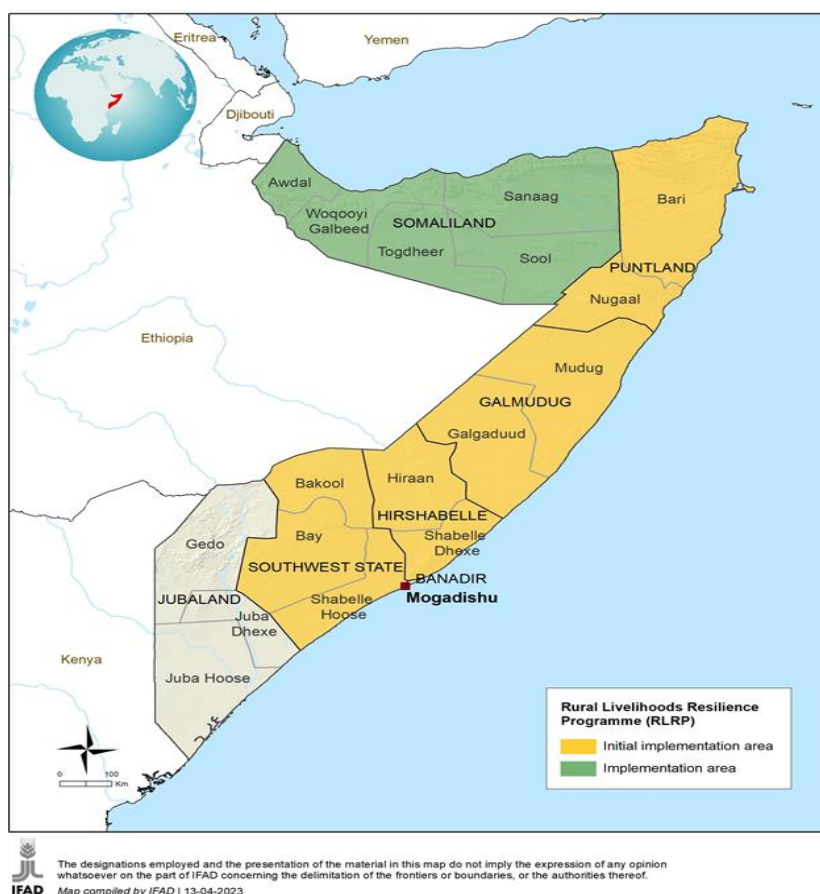 Eritrea
Yemen
Djibouti
Awdal
Sanaag
Bari
Woqooyi
Galbeed
SOMALILAND
Togdheer
Sool
PUNTLAND
Nugaal
Ethiopia
Mudug
GALMUDUG
Galgaduud
Hiraan
Bakool
HIRSHABELLE
Bay
Shabelle
Dhexe
Gedo
SOUTHWEST STATE
BANADIR
Mogadishu
JUBALAND
Shabelle
Hoose
Juba
Dhexe
Kenya
Juba Hoose
Rural Livelihoods Resilience
Programme (RLRP)
Initial implementation area
Implementation area
0 100
Km
The designations employed and the presentation of the material in this map do not imply the expression of any opinion
whatsoever on the part of IFAD concerning the delimitation of the frontiers or boundaries, or the authorities thereof.
IFAD Map compiled by IFAD | 13-04-2023